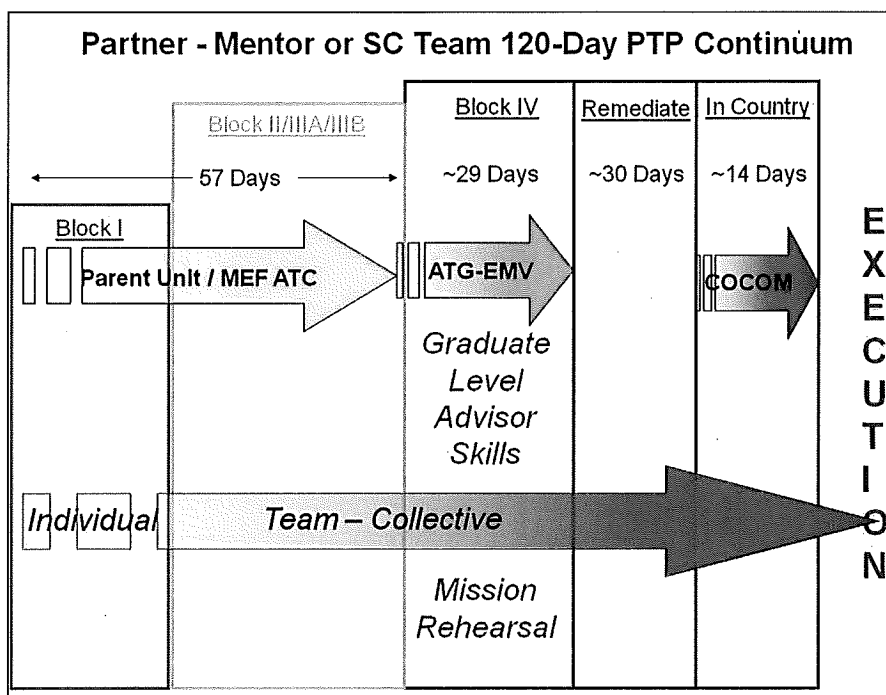 Partner - Mentor or SC Team 120-Day PTP Continuum
Block II/IIIA/IIIB
Block IV
Remediate
In Country
57 Days
~29 Days
~30 Days
~14 Days
Block I
Parent Unit / MEF ATC
ATG-EMV
COCOM
Graduate
Level
Advisor
Skills
Individual
Team – Collective
Mission
Rehearsal
EXECUTION